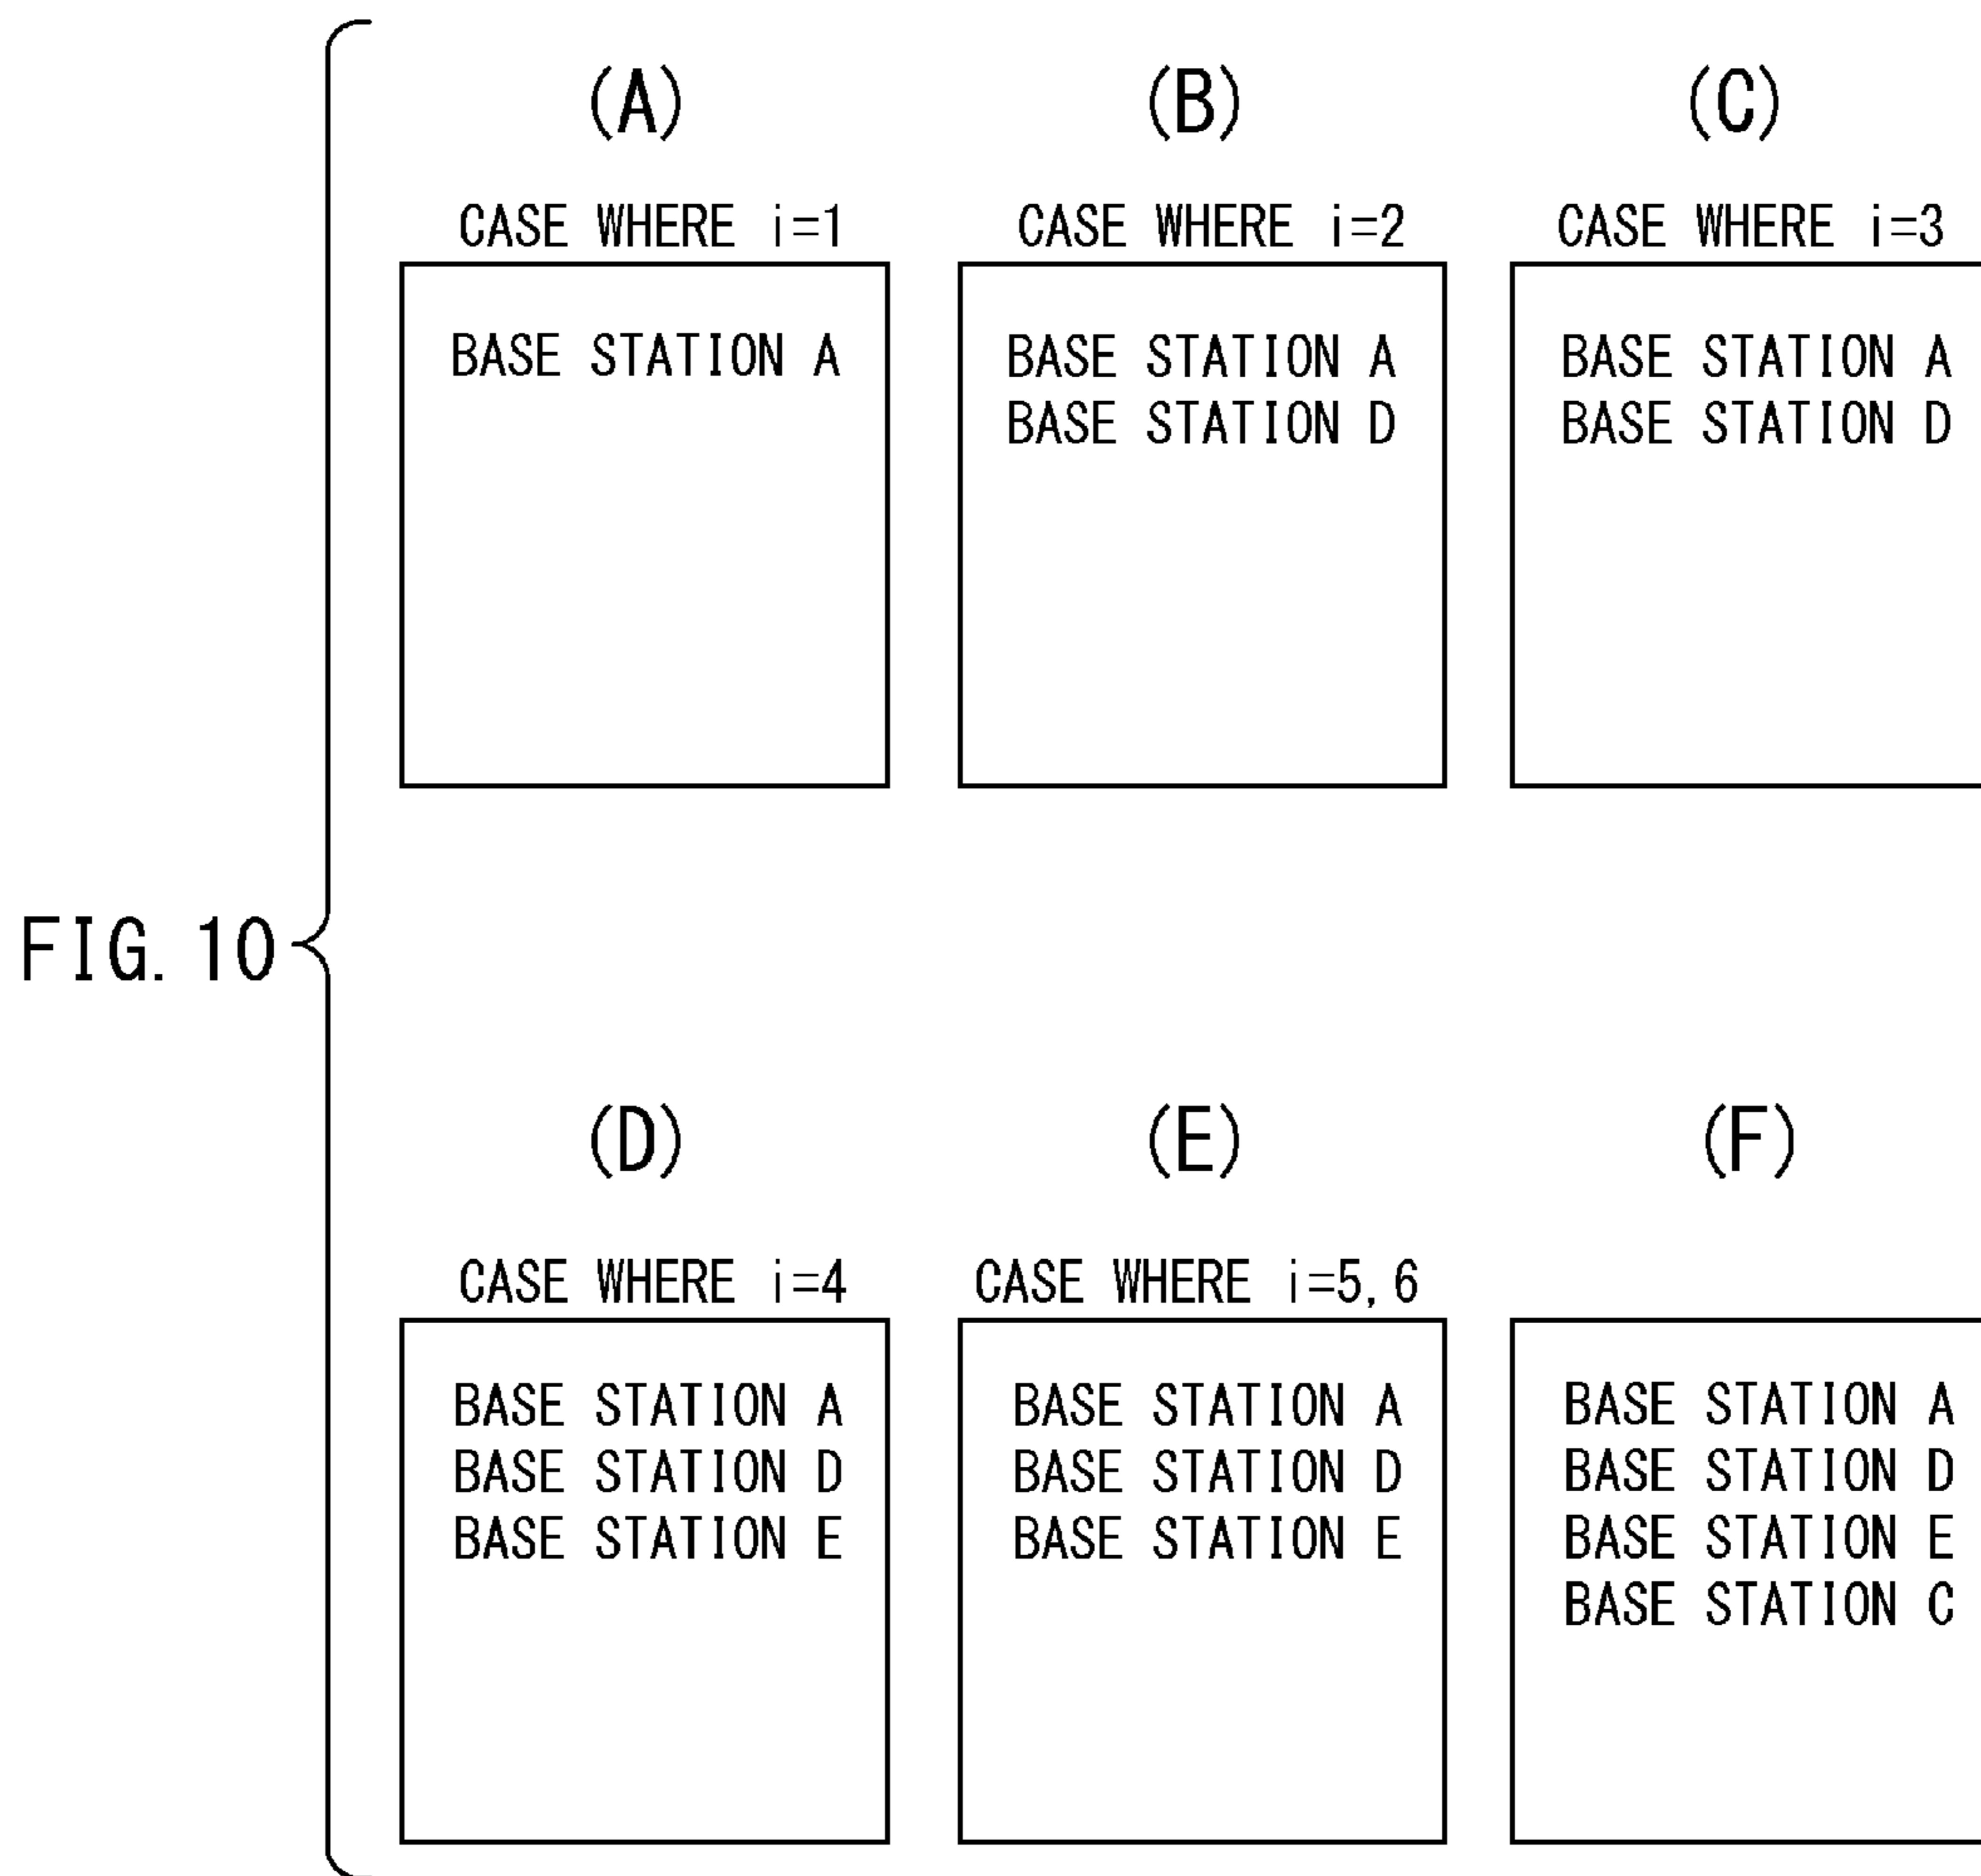 (A)
CASE WHERE i=1
BASE STATION A
(B)
CASE WHERE i=2
BASE STATION A
BASE STATION D
(C)
CASE WHERE i=3
BASE STATION A
BASE STATION D
FIG. 10
(D)
CASE WHERE i=4
BASE STATION A
BASE STATION D
BASE STATION E
(E)
CASE WHERE i=5, 6
BASE STATION A
BASE STATION D
BASE STATION E
(F)
BASE STATION A
BASE STATION D
BASE STATION E
BASE STATION C